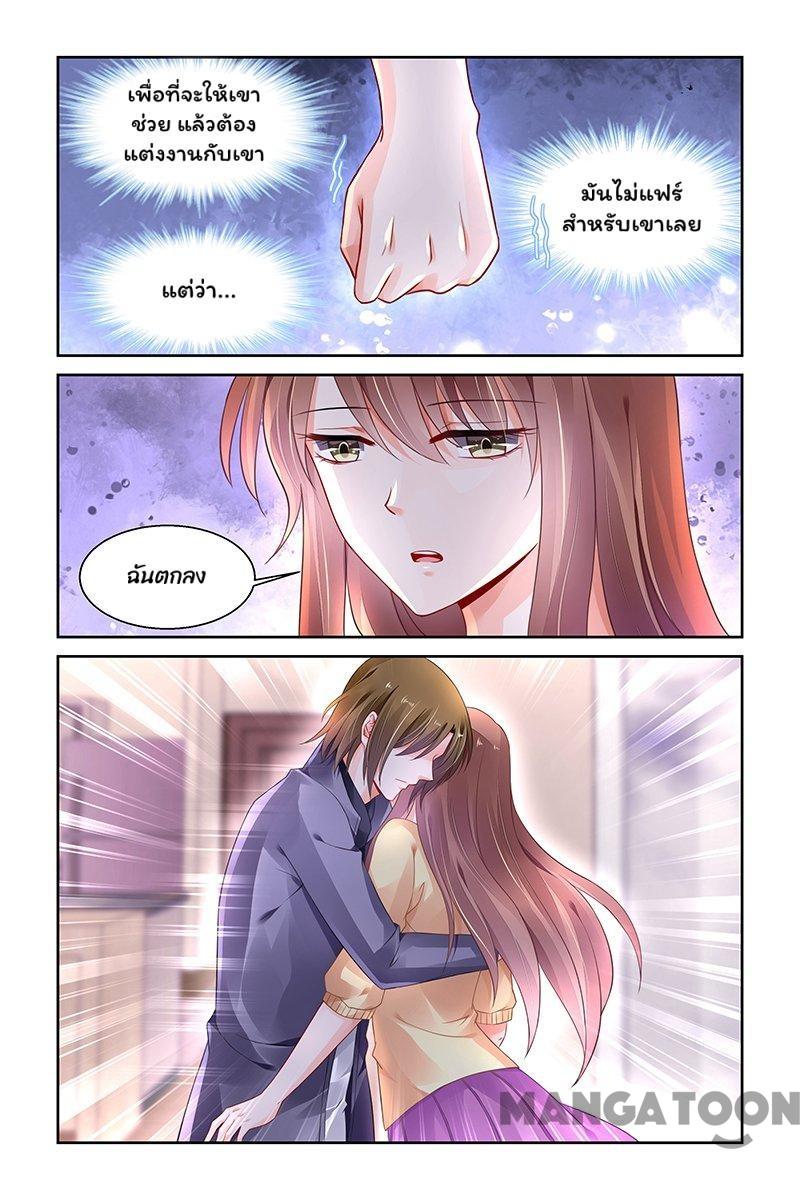 เพื่อที่จะให้เขา
ช่วย แล้วต้อง
แต่งงานกับเขา
มันไม่แฟร์
สำหรับเขาเลย
แต่ว่า...
ฉันตกลง
MANGATOON